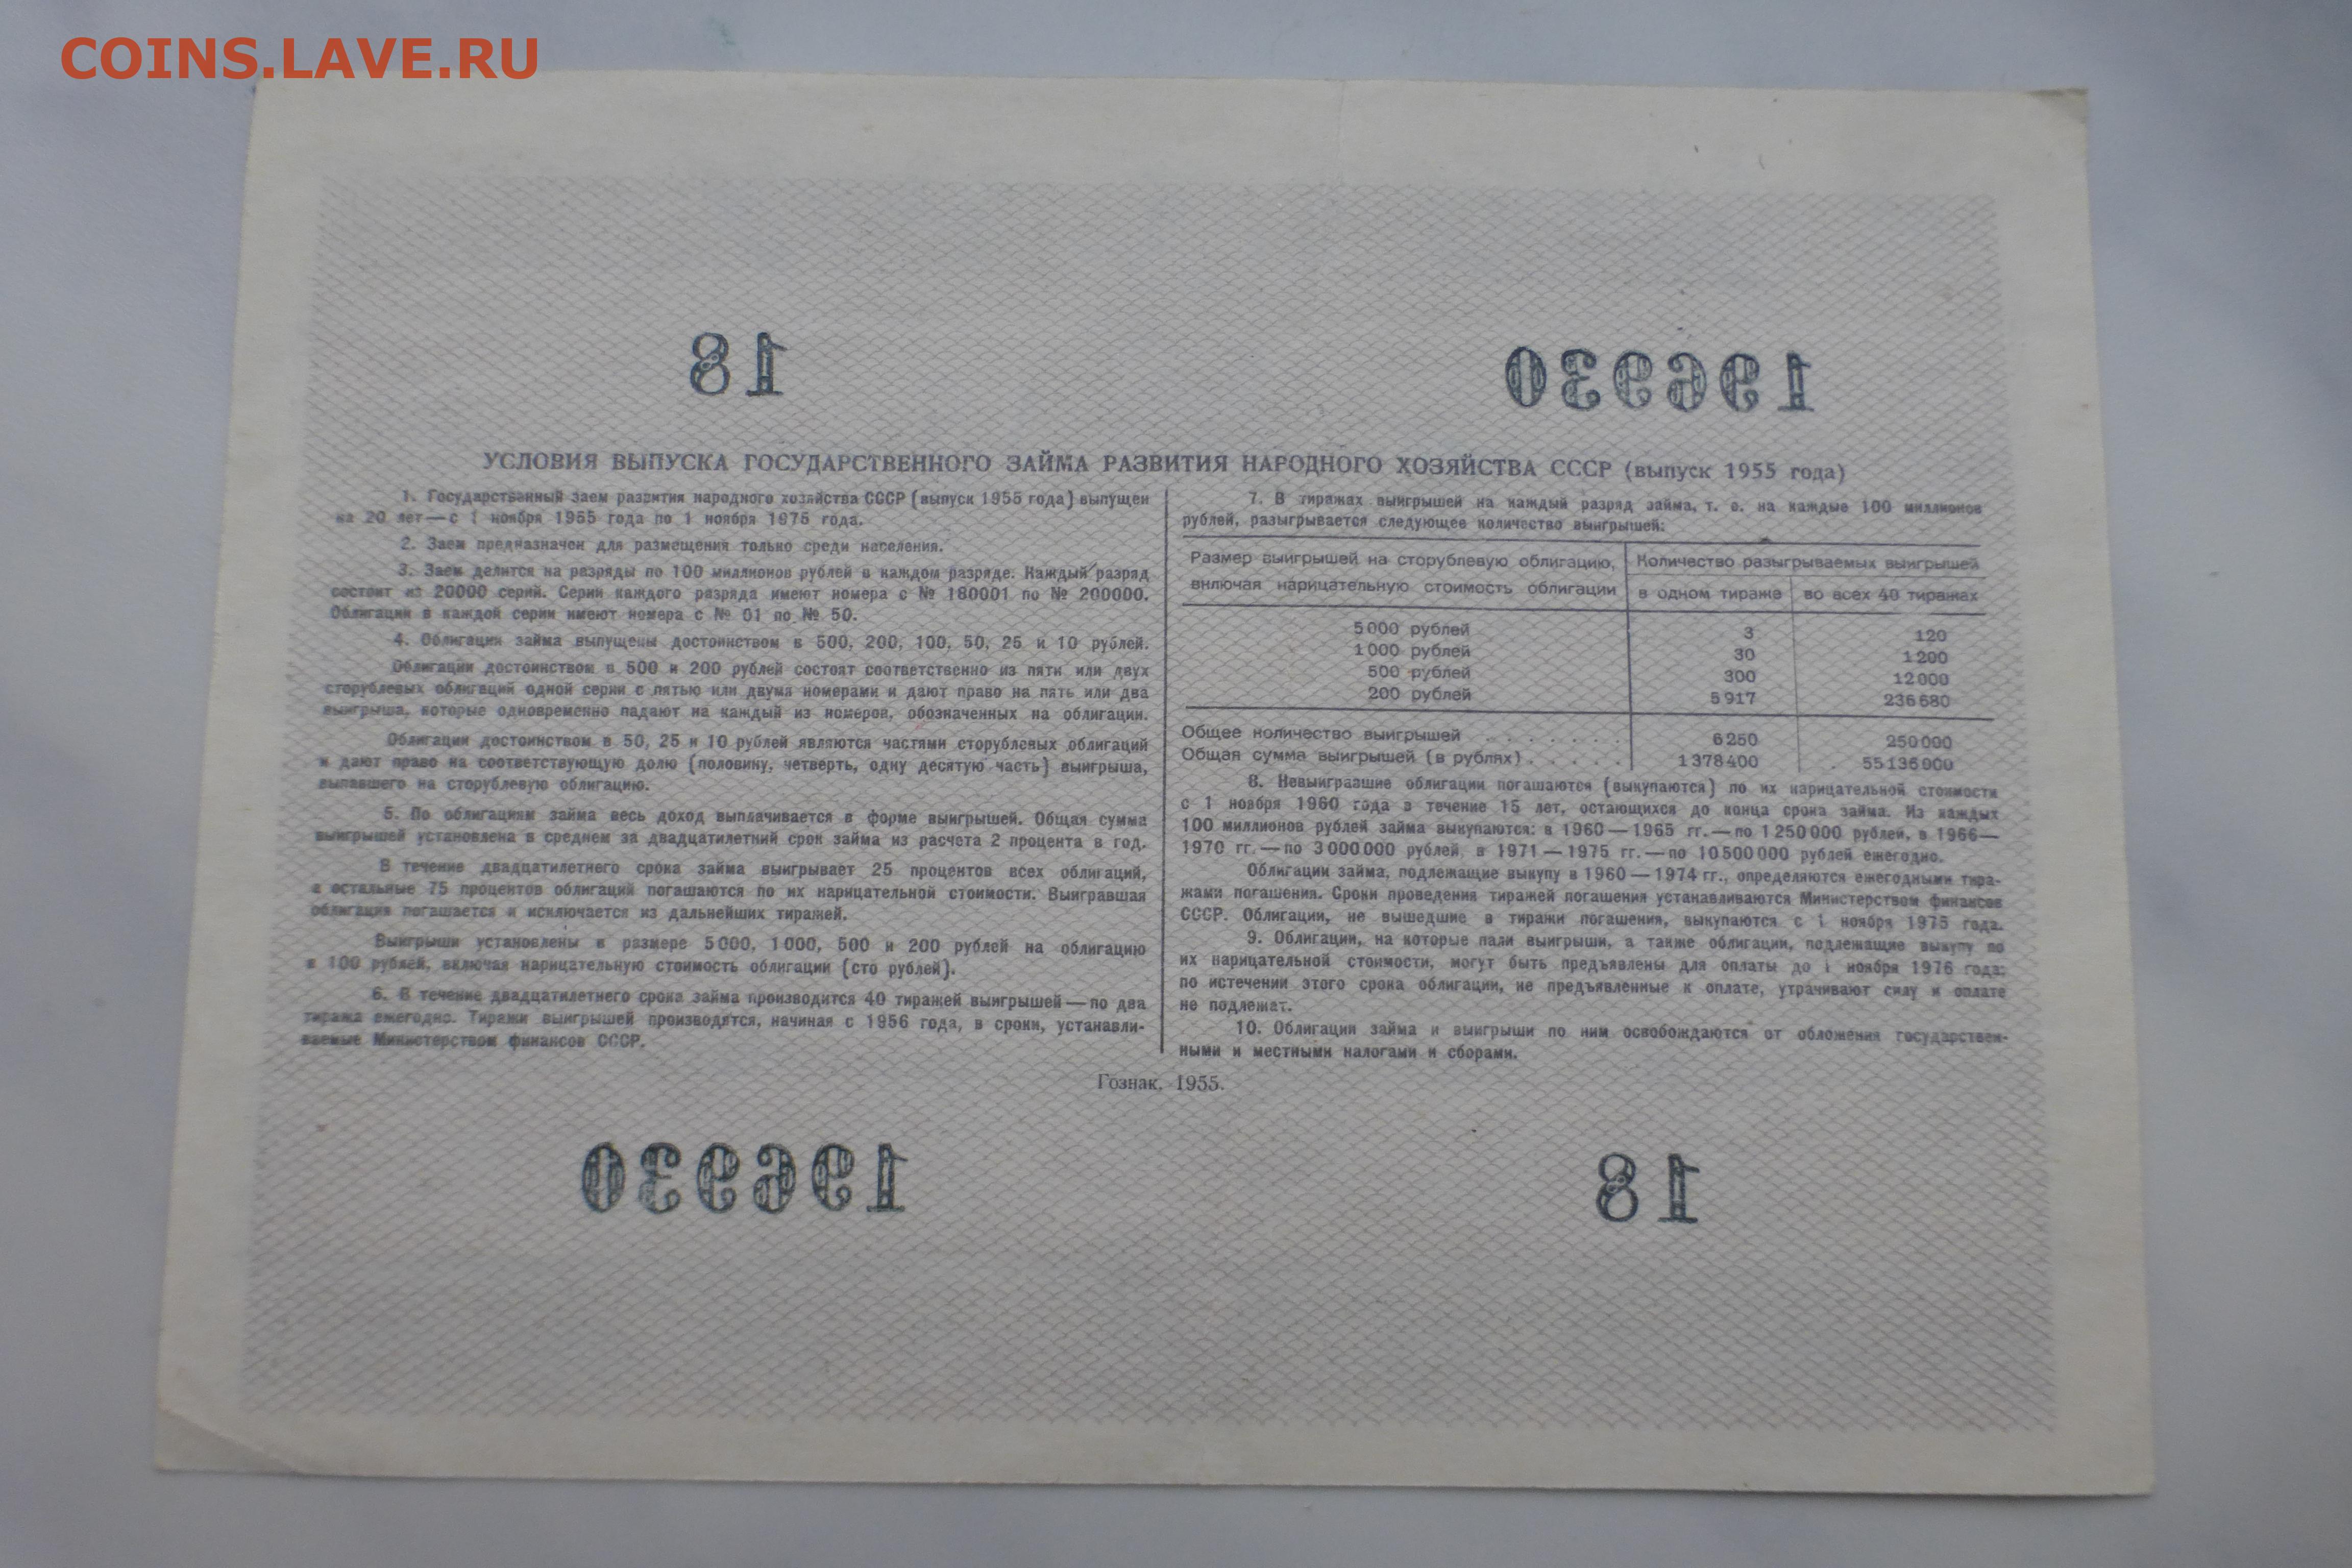 COINS.LAVE.RU
18
196930
УСЛОВИЯ ВЫПУСКА ГОСУДАРСТВЕННОГО ЗАЙМА РАЗВИТИЯ НАРОДНОГО ХОЗЯЙСТВА СССР (выпуск 1955 года)
1. Государственный заем развития народного хозяйства СССР (выпуск 1955 года) выпущен
на 20 лет — с 1 ноября 1955 года по 1 ноября 1975 года.
2. Заем предназначен для размещения только среди населения.
3. Заем делится на разряды по 100 миллионов рублей в каждом разряде. Каждый разряд
состоит из 20000 серий. Серии каждого разряда имеют номера с № 180001 по № 200000.
Облигации в каждой серии имеют номера с № 01 по № 50.
4. Облигации займа выпущены достоинством в 500, 200, 100, 50, 25 и 10 рублей.
Облигации достоинством в 500 и 200 рублей состоят соответственно из пяти или двух
сторублевых облигаций одной серии с пятью или двумя номерами и дают право на пять или два
выигрыша, которые одновременно падают на каждый из номеров, обозначенных на облигации.
Облигации достоинством в 50, 25 и 10 рублей являются частями сторублевых облигаций
и дают право на соответствующую долю (половину, четверть, одну десятую часть) выигрыша,
выпавшего на сторублевую облигацию.
5. По облигациям займа весь доход выплачивается в форме выигрышей. Общая сумма
выигрышей установлена в среднем за двадцатилетний срок займа из расчета 2 процента в год.
В течение двадцатилетнего срока займа выигрывает 25 процентов всех облигаций,
а остальные 75 процентов облигаций погашаются по их нарицательной стоимости. Выигравшая
облигация погашается и исключается из дальнейших тиражей.
Выигрыши установлены в размере 5000, 1000, 500 и 200 рублей на облигацию
в 100 рублей, включая нарицательную стоимость облигации (сто рублей).
6. В течение двадцатилетнего срока займа производится 40 тиражей выигрышей — по два
тиража ежегодно. Тиражи выигрышей производятся, начиная с 1956 года, в сроки, устанавли-
ваемые Министерством финансов СССР.
7. В тиражах выигрышей на каждый разряд займа, т. е. на каждые 100 миллионов
рублей, разыгрывается следующее количество выигрышей:
Размер выигрышей на сторублевую облигацию, Количество разыгрываемых выигрышей
включая нарицательную стоимость облигации в одном тираже во всех 40 тиражах
5000 рублей 3 120
1000 рублей 30 1200
500 рублей 300 12000
200 рублей 5917 236680
Общее количество выигрышей . . . . . . . 6250 250000
Общая сумма выигрышей (в рублях) . . . . . 1378400 55136000
8. Невыигравшие облигации погашаются (выкупаются) по их нарицательной стоимости
с 1 ноября 1960 года в течение 15 лет, остающихся до конца срока займа. Из каждых
100 миллионов рублей займа выкупаются: в 1960 — 1965 гг. — по 1250000 рублей, в 1966 —
1970 гг. — по 3000000 рублей, в 1971 — 1975 гг. — по 10500000 рублей ежегодно.
Облигации займа, подлежащие выкупу в 1960 — 1974 гг., определяются ежегодными тира-
жами погашения. Сроки проведения тиражей погашения устанавливаются Министерством финансов
СССР. Облигации, не вышедшие в тиражи погашения, выкупаются с 1 ноября 1975 года.
9. Облигации, на которые пали выигрыши, а также облигации, подлежащие выкупу по
их нарицательной стоимости, могут быть предъявлены для оплаты до 1 ноября 1976 года;
по истечении этого срока облигации, не предъявленные к оплате, утрачивают силу и оплате
не подлежат.
10. Облигации займа и выигрыши по ним освобождаются от обложения государствен-
ными и местными налогами и сборами.
Гознак. 1955.
196930
18